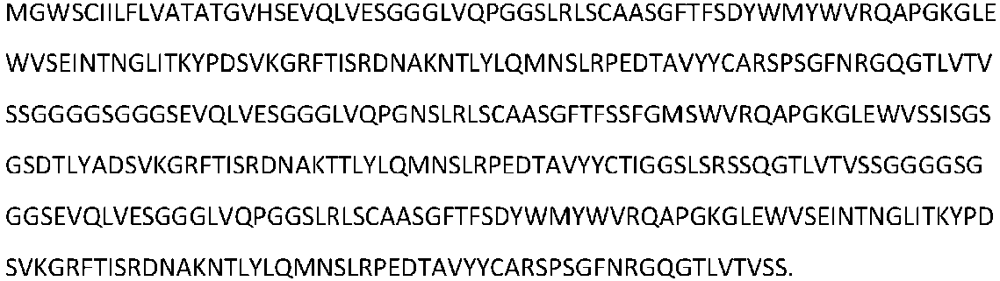 MGWSCIILFLVATATGVHSEVQLVESGGGLVQPGGSLRLSCAASGFTFSDYWMYWVRQAPGKGLE
WVSEINTNGLITKYPDSVKGRFTISRDNAKNTLYLQMNSLRPEDTAVYYCARSPSGFNRGQGTLVTV
SSGGGGSGGGSEVQLVESGGGLVQPGNSLRLSCAASGFTFSSFGMSWVRQAPGKGLEWVSSISGS
GSDTLYADSVKGRFTISRDNAKTTLYLQMNSLRPEDTAVYYCTIGGSLSRSSQGTLVTVSSGGGGSG
GGSEVQLVESGGGLVQPGGSLRLSCAASGFTFSDYWMYWVRQAPGKGLEWVSEINTNGLITKYPD
SVKGRFTISRDNAKNTLYLQMNSLRPEDTAVYYCARSPSGFNRGQGTLVTVSS.